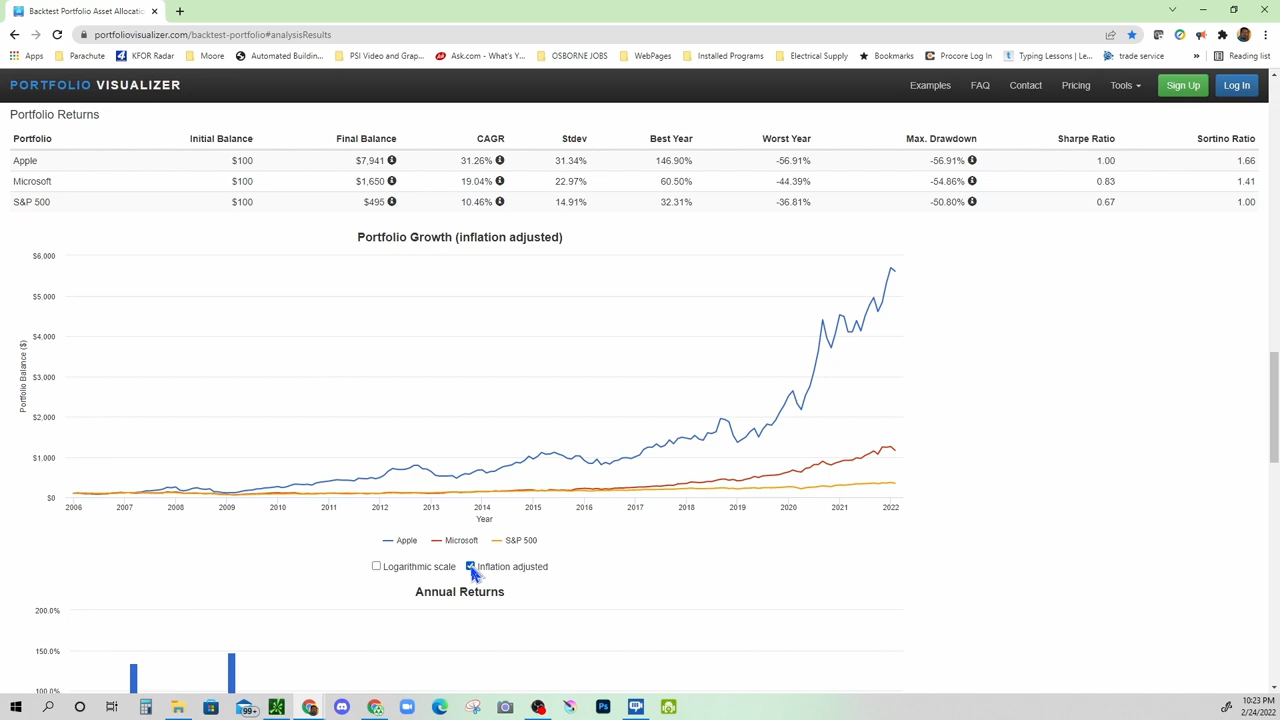 Backtest Portfolio Asset Allocatio
portfoliovisualizer.com/backtest-portfolio#analysisResults
Apps Parachute KFOR Radar Moore Automated Building... PSI Video and Grap... Ask.com - What's Y... OSBORNE JOBS WebPages Installed Programs Electrical Supply Bookmarks Procore Log In Typing Lessons | Le... trade service » Reading list
PORTFOLIO VISUALIZER Examples FAQ Contact Pricing Tools Sign Up Log In
Portfolio Returns
Portfolio Initial Balance Final Balance CAGR Stdev Best Year Worst Year Max. Drawdown Sharpe Ratio Sortino Ratio
Apple $100 $7,941 31.26% 31.34% 146.90% -56.91% -56.91% 1.00 1.66
Microsoft $100 $1,650 19.04% 22.97% 60.50% -44.39% -54.86% 0.83 1.41
S&P 500 $100 $495 10.46% 14.91% 32.31% -36.81% -50.80% 0.67 1.00
Portfolio Growth (inflation adjusted)
$6,000
$5,000
$4,000
$3,000
$2,000
$1,000
$0
Portfolio Balance ($)
2006 2007 2008 2009 2010 2011 2012 2013 2014 2015 2016 2017 2018 2019 2020 2021 2022
Year
Apple Microsoft S&P 500
Logarithmic scale Inflation adjusted
Annual Returns
200.0%
150.0%
100.0%
99+
Ps
10:23 PM
2/24/2022